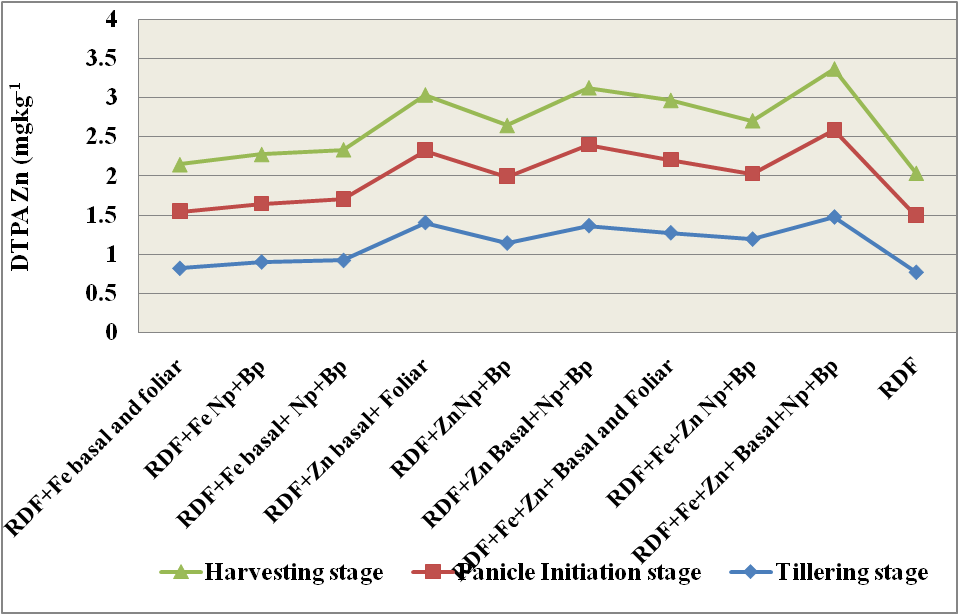 DTPA Zn (mgkg-1
4
3.5
3
2.5
2
1.5
1
0.5
0
RDF+Fe basal and foliar
RDF+Fe Np+Bp
RDF+Fe basal+ Np+Bp
RDF+Zn basal+ Foliar
RDF+ZnNp+Bp
RDF+Zn Basal+Np+Bp
RDF+Fe+Zn+ Basal and Foliar
RDF+Fe+Zn Np+Bp
RDF+Fe+Zn+ Basal+Np+Bp
RDF
Harvesting stage Panicle Initiation stage Tillering stage